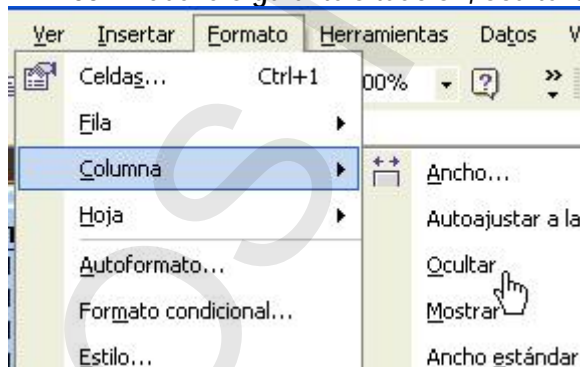 Ver Insertar Formato Herramientas Datos V
Celdas... Ctrl+1 00% »
Fila
Columna Ancho...
Hoja Autoajustar a la
Autoformato... Ocultar
Formato condicional... Mostrar
Estilo... Ancho estándar